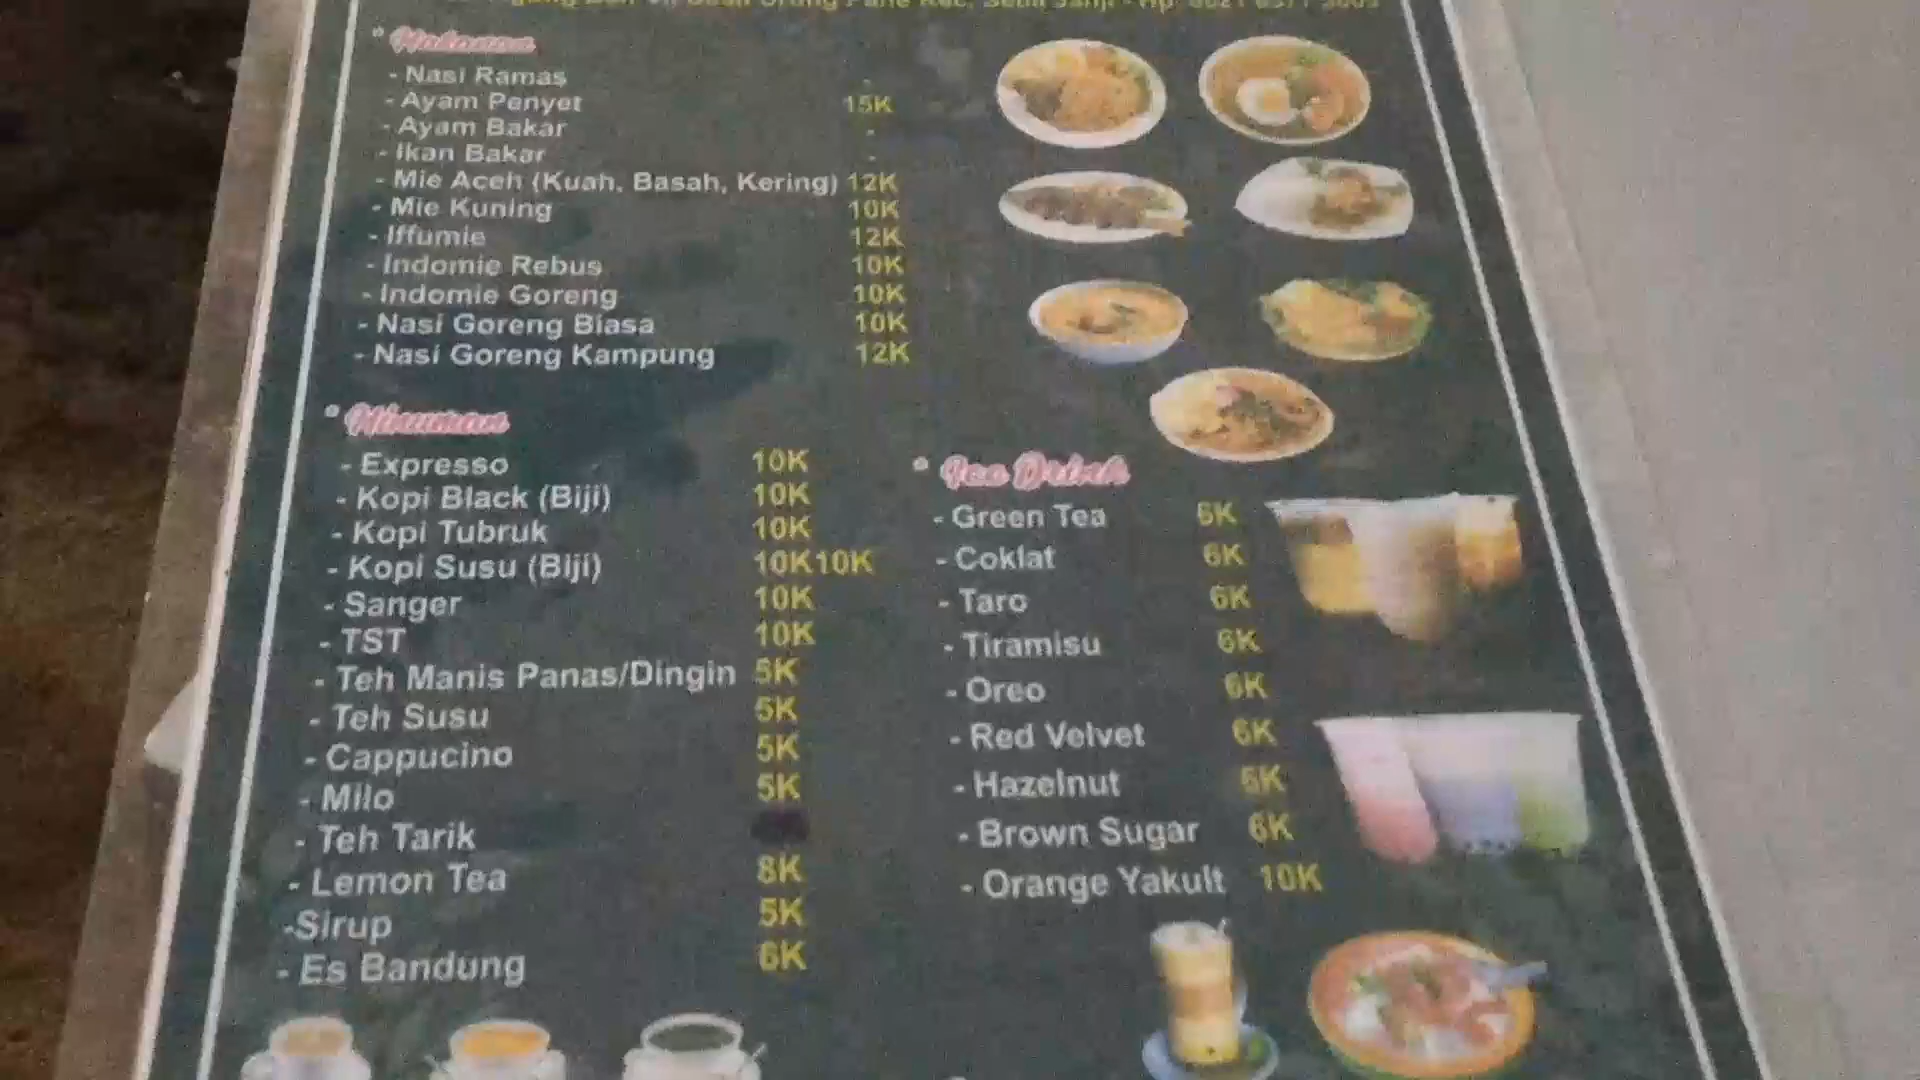 * Makanan
- Nasi Ramas -
- Ayam Penyet 15K
- Ayam Bakar -
- Ikan Bakar -
- Mie Aceh (Kuah, Basah, Kering) 12K
- Mie Kuning 10K
- Iffumie 12K
- Indomie Rebus 10K
- Indomie Goreng 10K
- Nasi Goreng Biasa 10K
- Nasi Goreng Kampung 12K
* Minuman
- Expresso 10K
- Kopi Black (Biji) 10K
- Kopi Tubruk 10K
- Kopi Susu (Biji) 10K10K
- Sanger 10K
- TST 10K
- Teh Manis Panas/Dingin 5K
- Teh Susu 5K
- Cappucino 5K
- Milo 5K
- Teh Tarik
- Lemon Tea 8K
-Sirup 5K
- Es Bandung 6K
* Ice Drink
- Green Tea 6K
- Coklat 6K
- Taro 6K
- Tiramisu 6K
- Oreo 6K
- Red Velvet 6K
- Hazelnut 6K
- Brown Sugar 6K
- Orange Yakult 10K